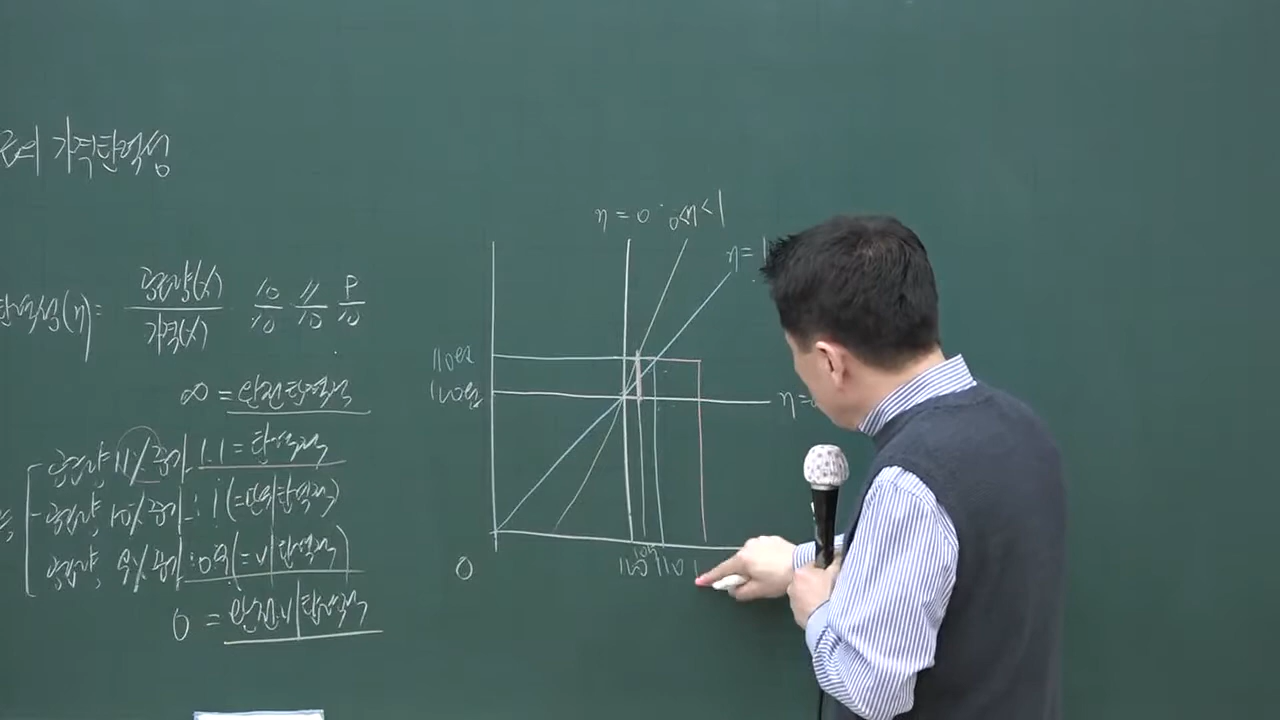 가격탄력성
탄력성(η) = 공급량(%) / 가격(%) 10/10 11/10 P/10
∞ = 완전탄력적
공급량 11% 증가 1.1 = 탄력적
공급량, 10% 증가 : 1 (= 단위탄력적)
공급량, 9% 증가 : 0.9 (= 비탄력적)
0 = 완전비탄력적
η = 0 0<η<1
η = 1
110원
100원
η =
0 100 110